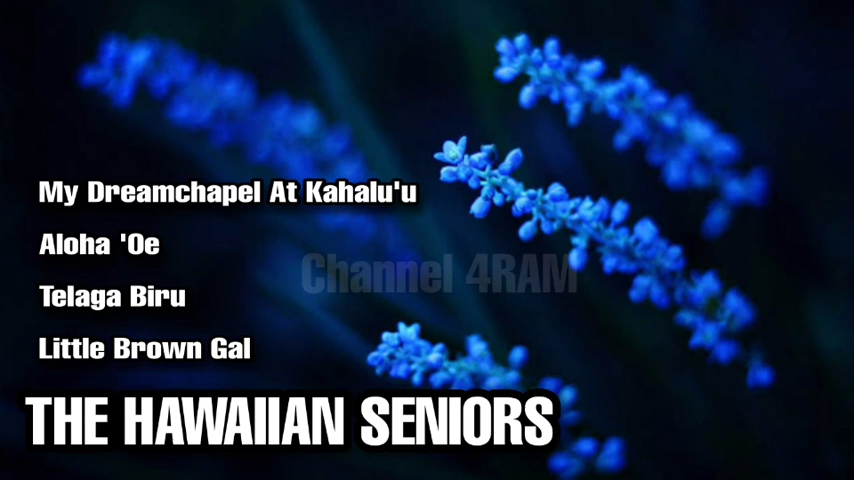 My Dreamchapel At Kahalu'u
Aloha 'Oe
Channel 4RAM
Telaga Biru
Little Brown Gal
THE HAWAIIAN SENIORS